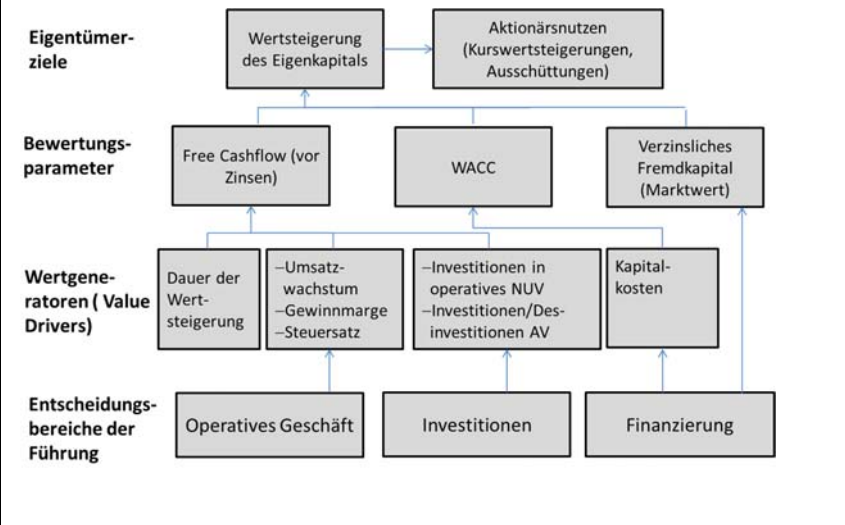 Eigentümer-
ziele
Wertsteigerung
des Eigenkapitals
Aktionärsnutzen
(Kurswertsteigerungen,
Ausschüttungen)
Bewertungs-
parameter
Free Cashflow (vor
Zinsen)
WACC
Verzinsliches
Fremdkapital
(Marktwert)
Wertgene-
ratoren ( Value
Drivers)
Dauer der
Wert-
steigerung
–Umsatz-
wachstum
–Gewinnmarge
–Steuersatz
–Investitionen in
operatives NUV
–Investitionen/Des-
investitionen AV
Kapital-
kosten
Entscheidungs-
bereiche der
Führung
Operatives Geschäft
Investitionen
Finanzierung